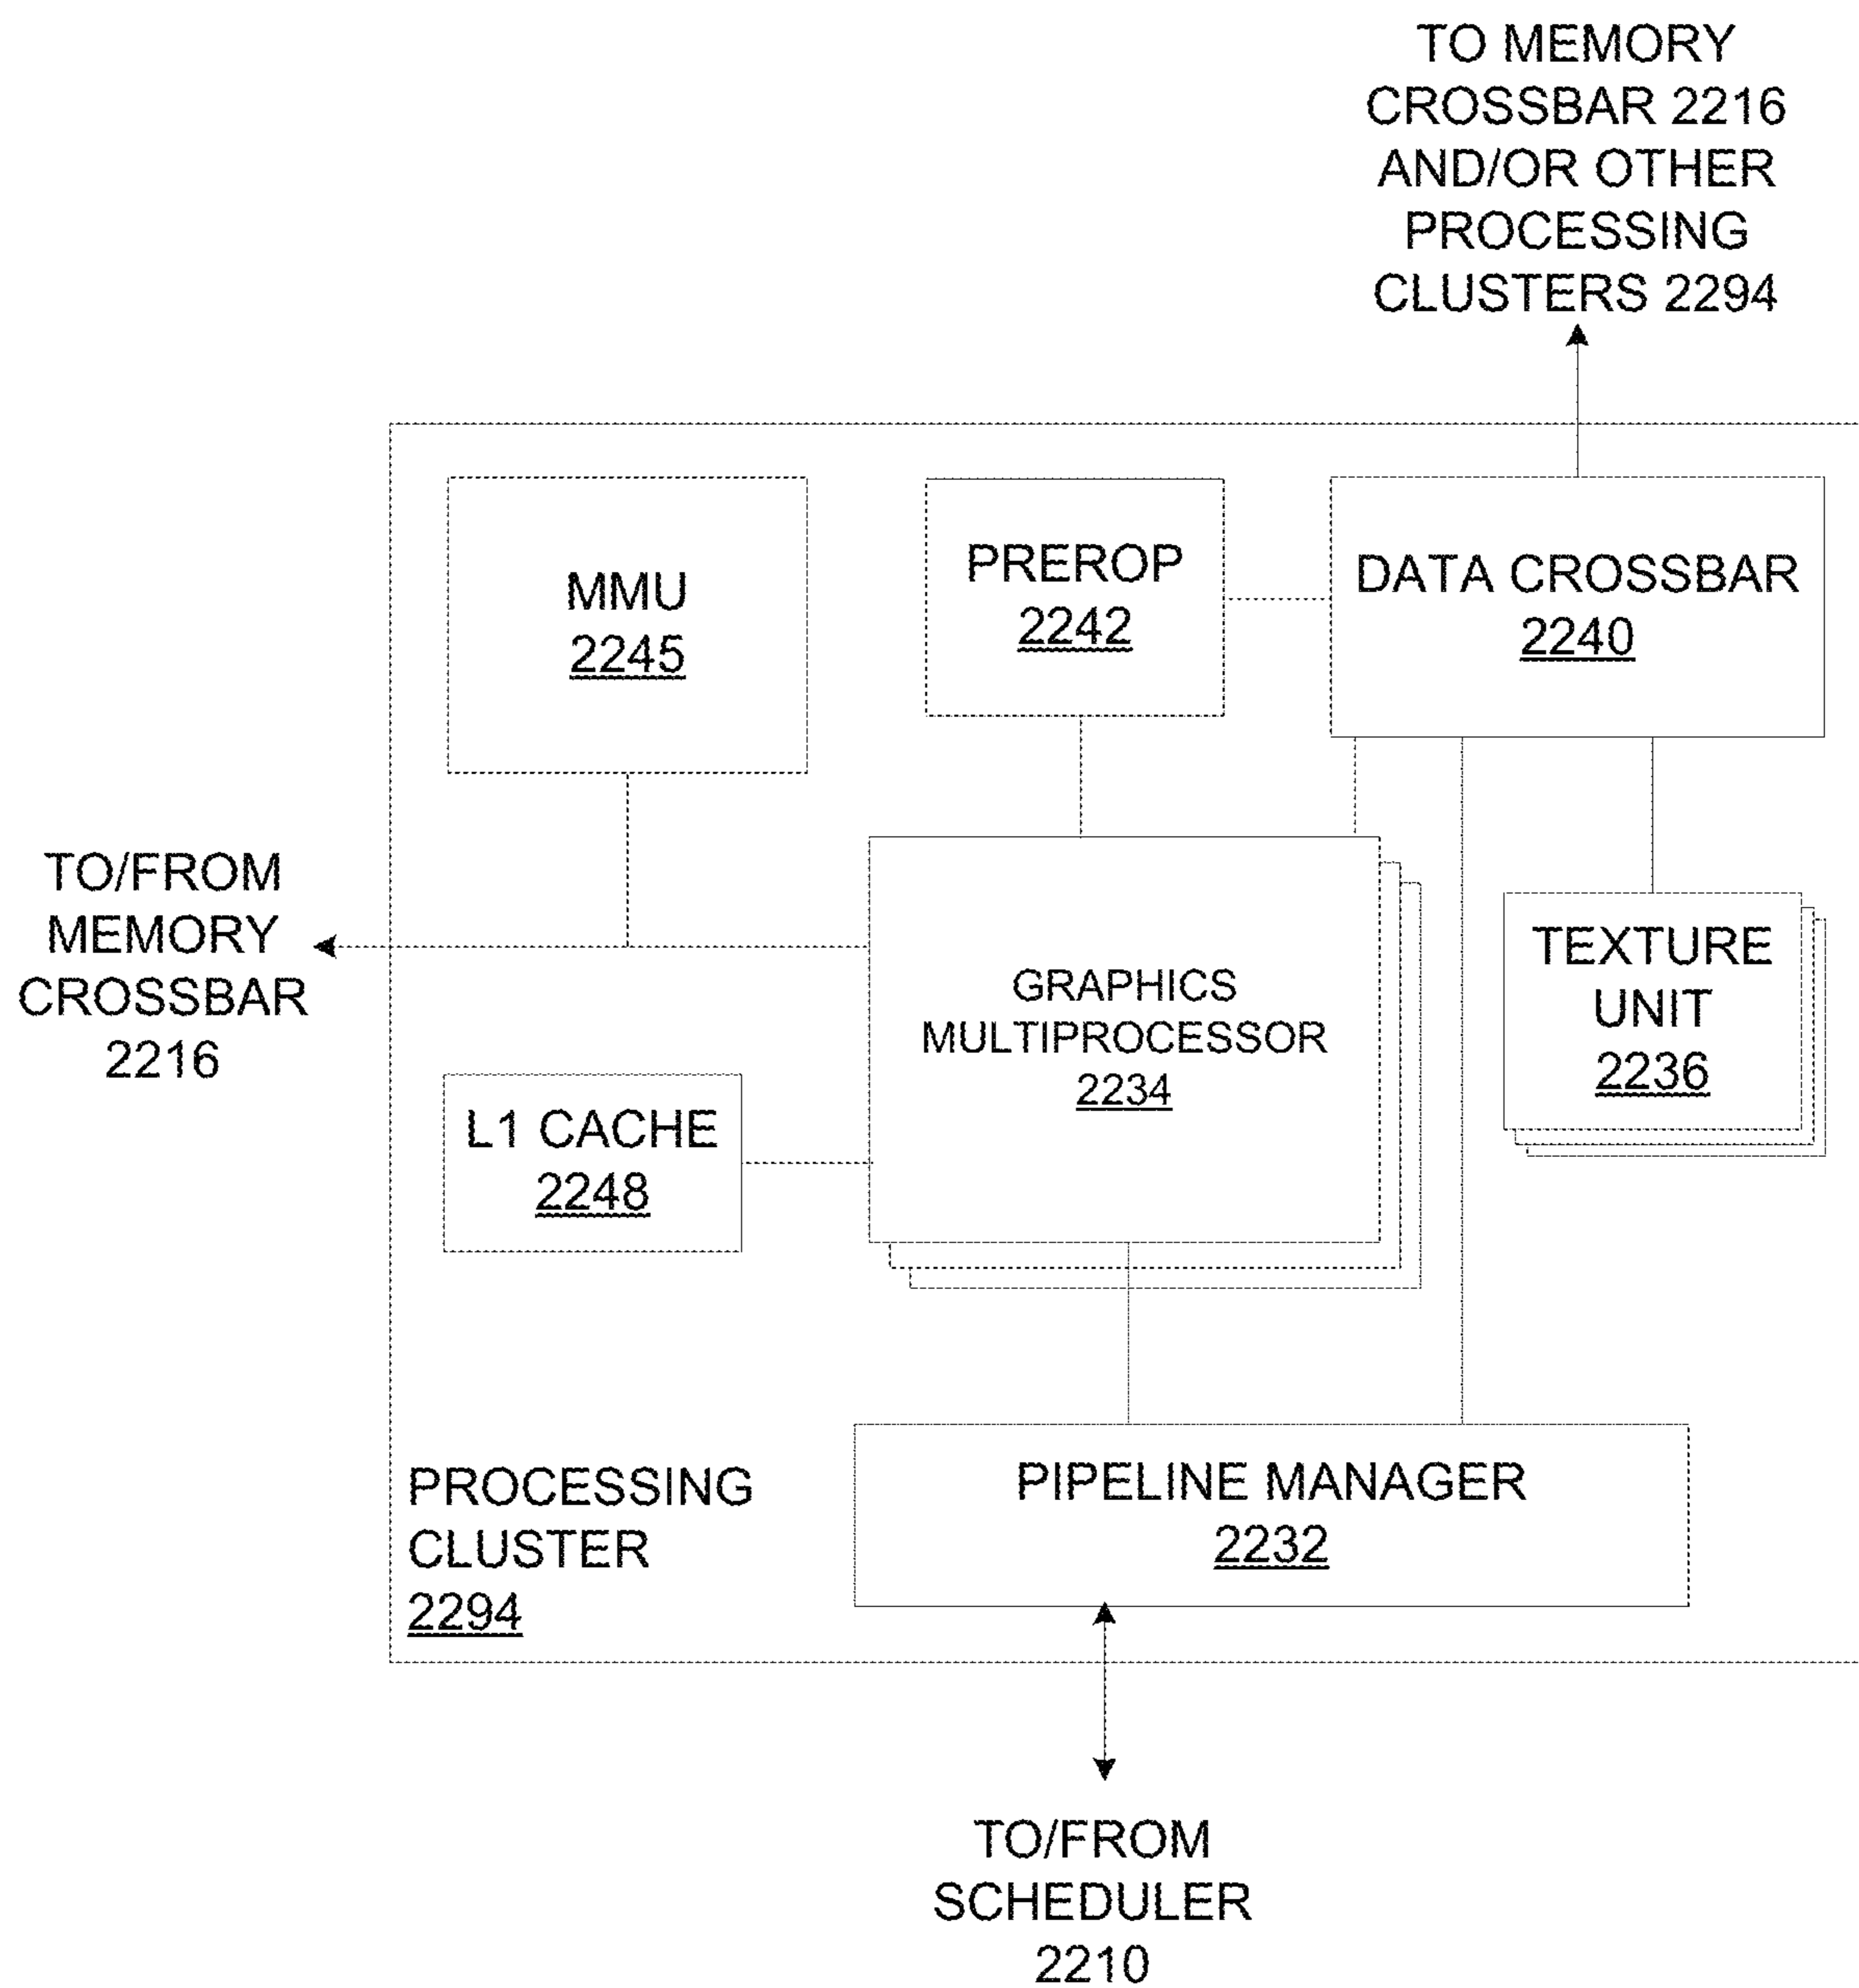 TO MEMORY
CROSSBAR 2216
AND/OR OTHER
PROCESSING
CLUSTERS 2294
MMU
2245
PREROP
2242
DATA CROSSBAR
2240
TO/FROM
MEMORY
CROSSBAR
2216
GRAPHICS
MULTIPROCESSOR
2234
TEXTURE
UNIT
2236
L1 CACHE
2248
PROCESSING
CLUSTER
2294
PIPELINE MANAGER
2232
TO/FROM
SCHEDULER
2210